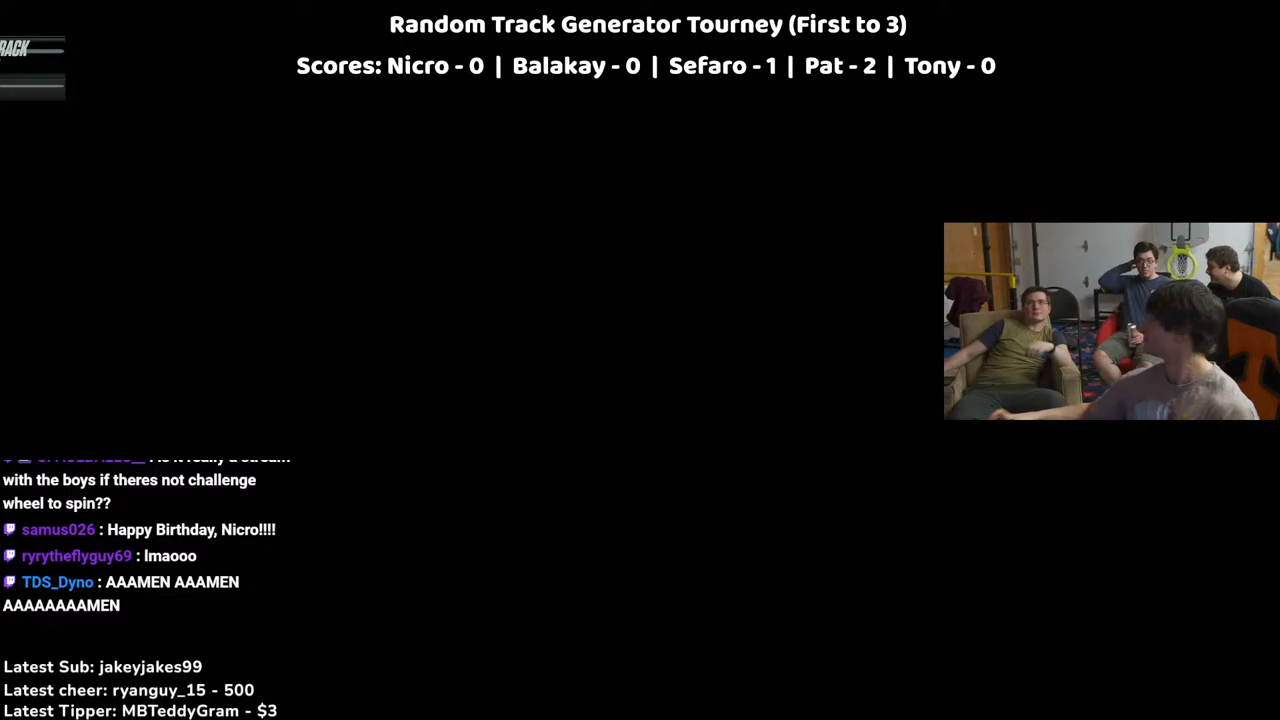 Random Track Generator Tourney (First to 3)
Scores: Nicro - 0 | Balakay - 0 | Sefaro - 1 | Pat - 2 | Tony - 0
RACK
with the boys if theres not challenge
wheel to spin??
samus026 : Happy Birthday, Nicro!!!!
ryrytheflyguy69 : lmaooo
TDS_Dyno : AAAMEN AAAMEN
AAAAAAAAMEN
Latest Sub: jakeyjakes99
Latest cheer: ryanguy_15 - 500
Latest Tipper: MBTeddyGram - $3